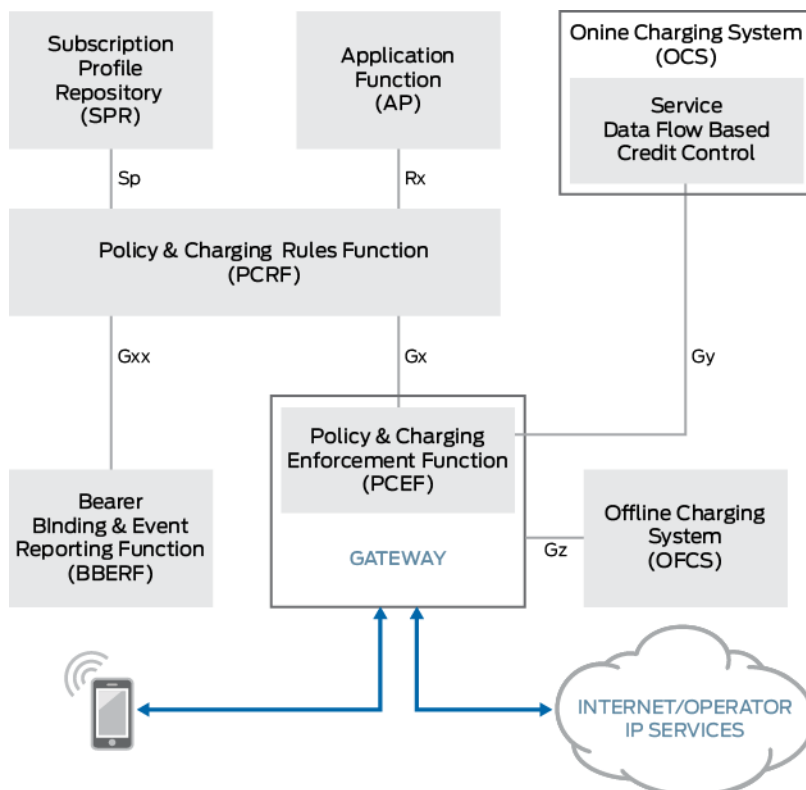 Subscription
Profile
Repository
(SPR)
Application
Function
(AP)
Onine Charging System
(OCS)
Service
Data Flow Based
Credit Control
Sp
Rx
Policy & Charging Rules Function
(PCRF)
Gxx
Gx
Gy
Policy & Charging
Enforcement Function
(PCEF)
GATEWAY
Bearer
BInding & Event
Reporting Function
(BBERF)
Gz
Offline Charging
System
(OFCS)
INTERNET/OPERATOR
IP SERVICES